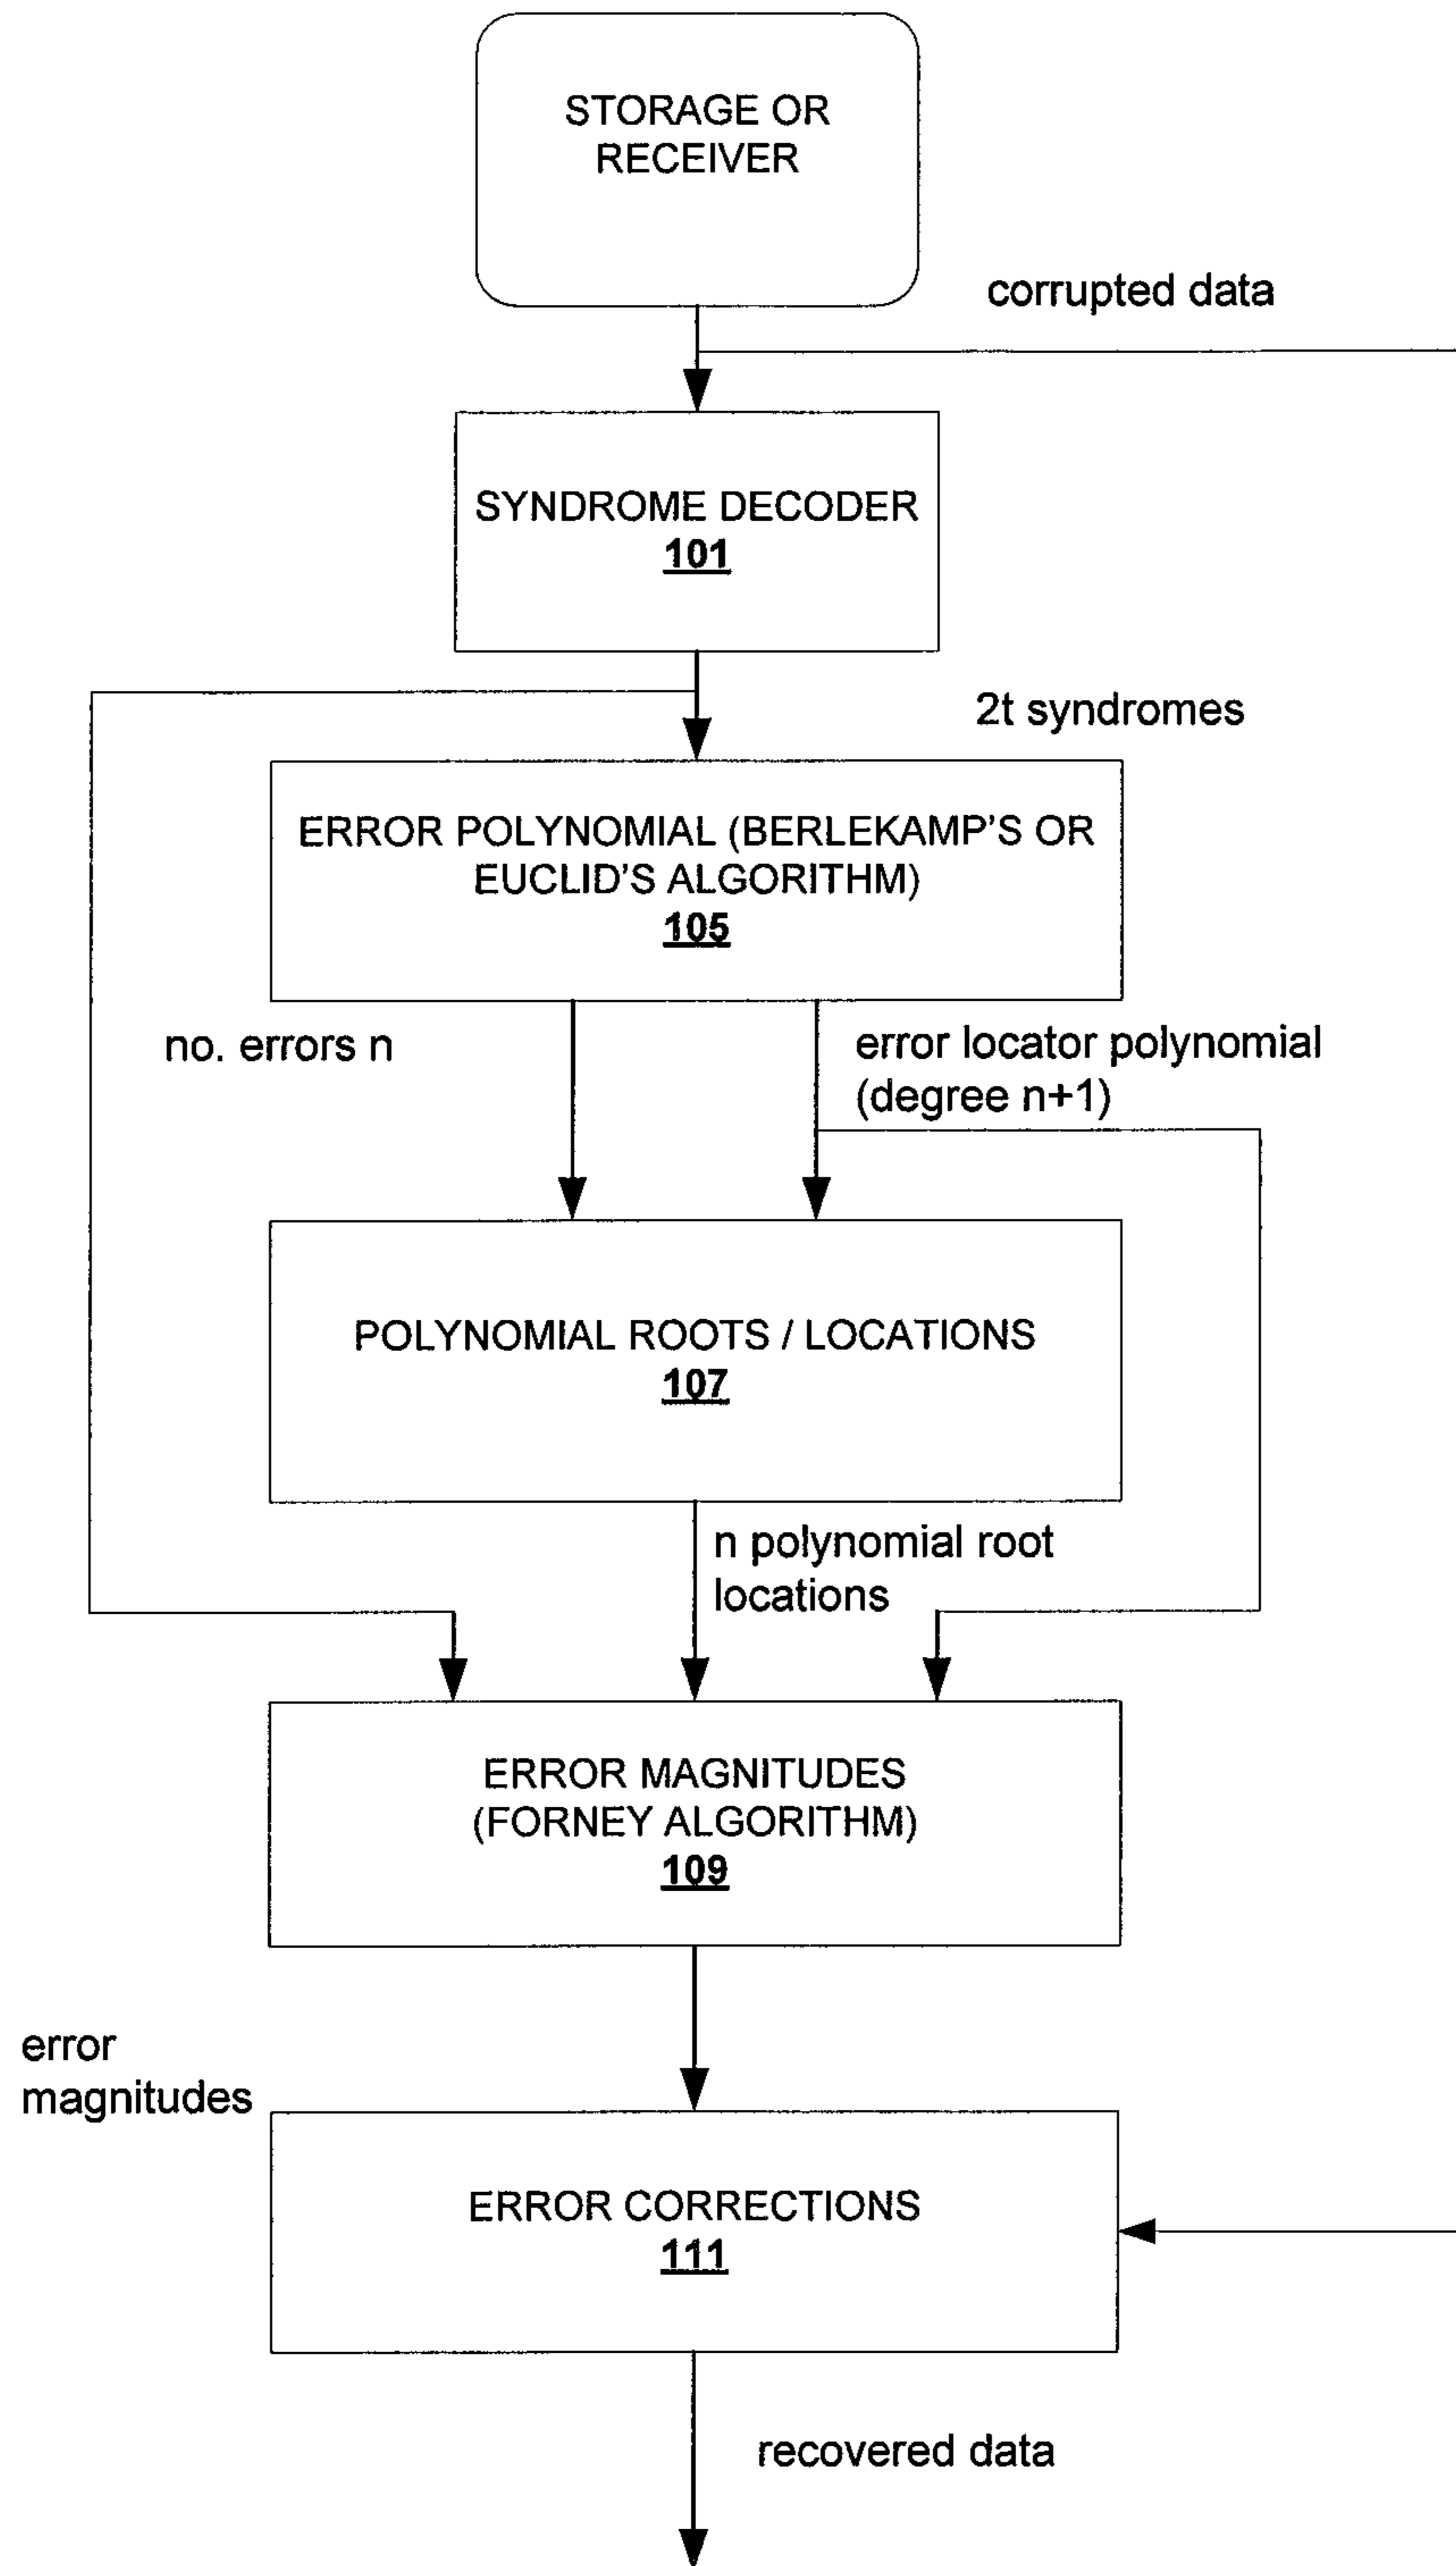 STORAGE OR
RECEIVER
corrupted data
SYNDROME DECODER
101
2t syndromes
ERROR POLYNOMIAL (BERLEKAMP'S OR
EUCLID'S ALGORITHM)
105
no. errors n
error locator polynomial
(degree n+1)
POLYNOMIAL ROOTS / LOCATIONS
107
n polynomial root
locations
ERROR MAGNITUDES
(FORNEY ALGORITHM)
109
error
magnitudes
ERROR CORRECTIONS
111
recovered data